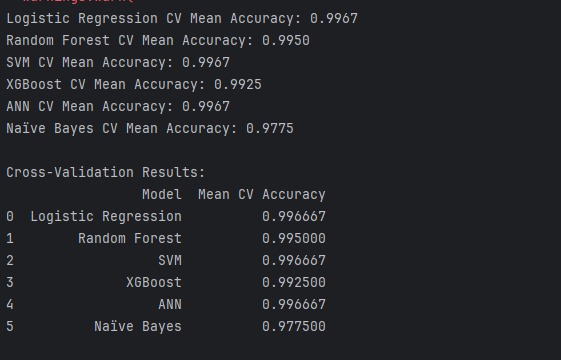 Logistic Regression CV Mean Accuracy: 0.9967
Random Forest CV Mean Accuracy: 0.9950
SVM CV Mean Accuracy: 0.9967
XGBoost CV Mean Accuracy: 0.9925
ANN CV Mean Accuracy: 0.9967
Naïve Bayes CV Mean Accuracy: 0.9775
Cross-Validation Results:
Model Mean CV Accuracy
0 Logistic Regression 0.996667
1 Random Forest 0.995000
2 SVM 0.996667
3 XGBoost 0.992500
4 ANN 0.996667
5 Naïve Bayes 0.977500